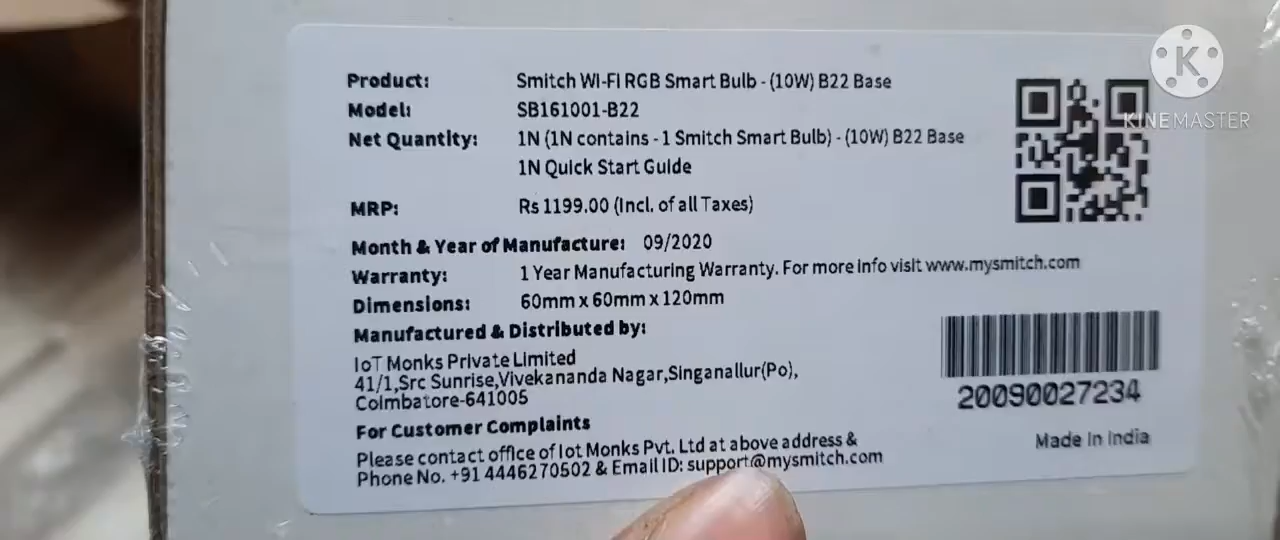 Product: Smitch Wi-Fi RGB Smart Bulb - (10W) B22 Base
Model: SB161001-B22
Net Quantity: 1N (1N contains - 1 Smitch Smart Bulb) - (10W) B22 Base
1N Quick Start Guide
MRP: Rs 1199.00 (Incl. of all Taxes)
Month & Year of Manufacture: 09/2020
Warranty: 1 Year Manufacturing Warranty. For more info visit www.mysmitch.com
Dimensions: 60mm x 60mm x 120mm
Manufactured & Distributed by:
IoT Monks Private Limited
41/1,Src Sunrise,Vivekananda Nagar,Singanallur(Po),
Coimbatore-641005
For Customer Complaints
Please contact office of Iot Monks Pvt. Ltd at above address &
Phone No. +91 4446270502 & Email ID: support@mysmitch.com
K
KINEMASTER
20090027234
Made in India